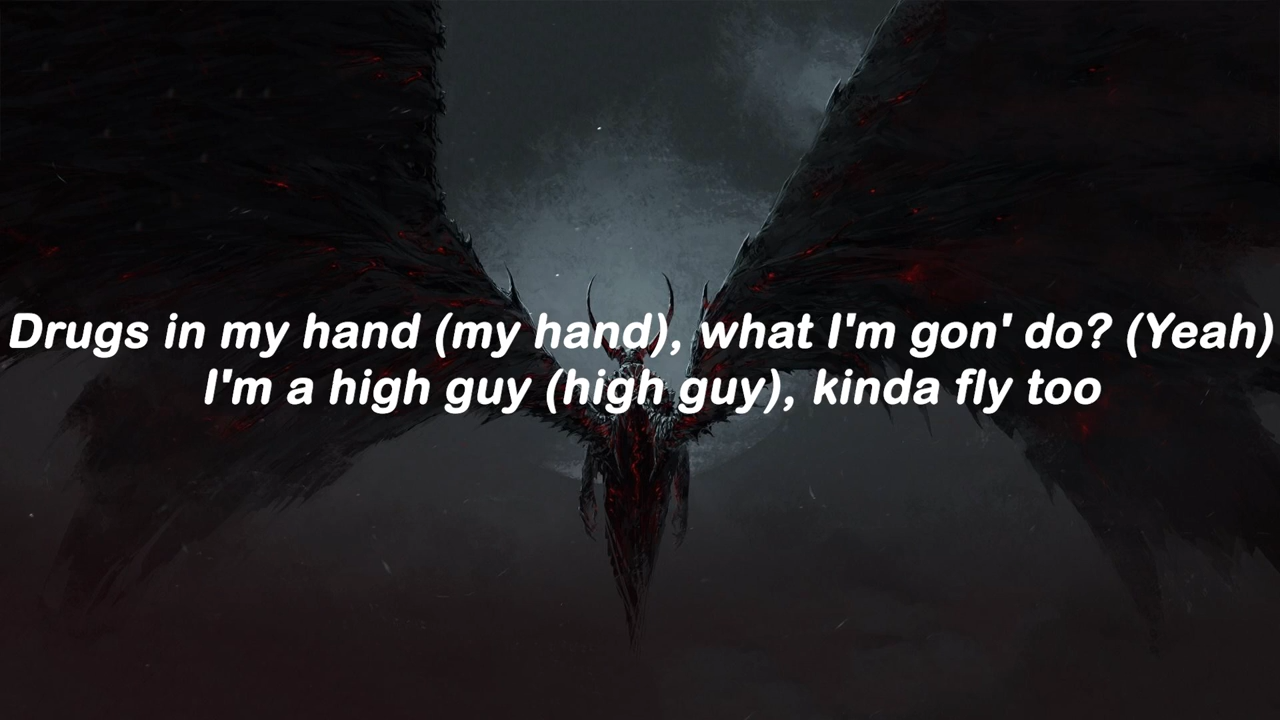 Drugs in my hand (my hand), what I'm gon' do? (Yeah)
I'm a high guy (high guy), kinda fly too